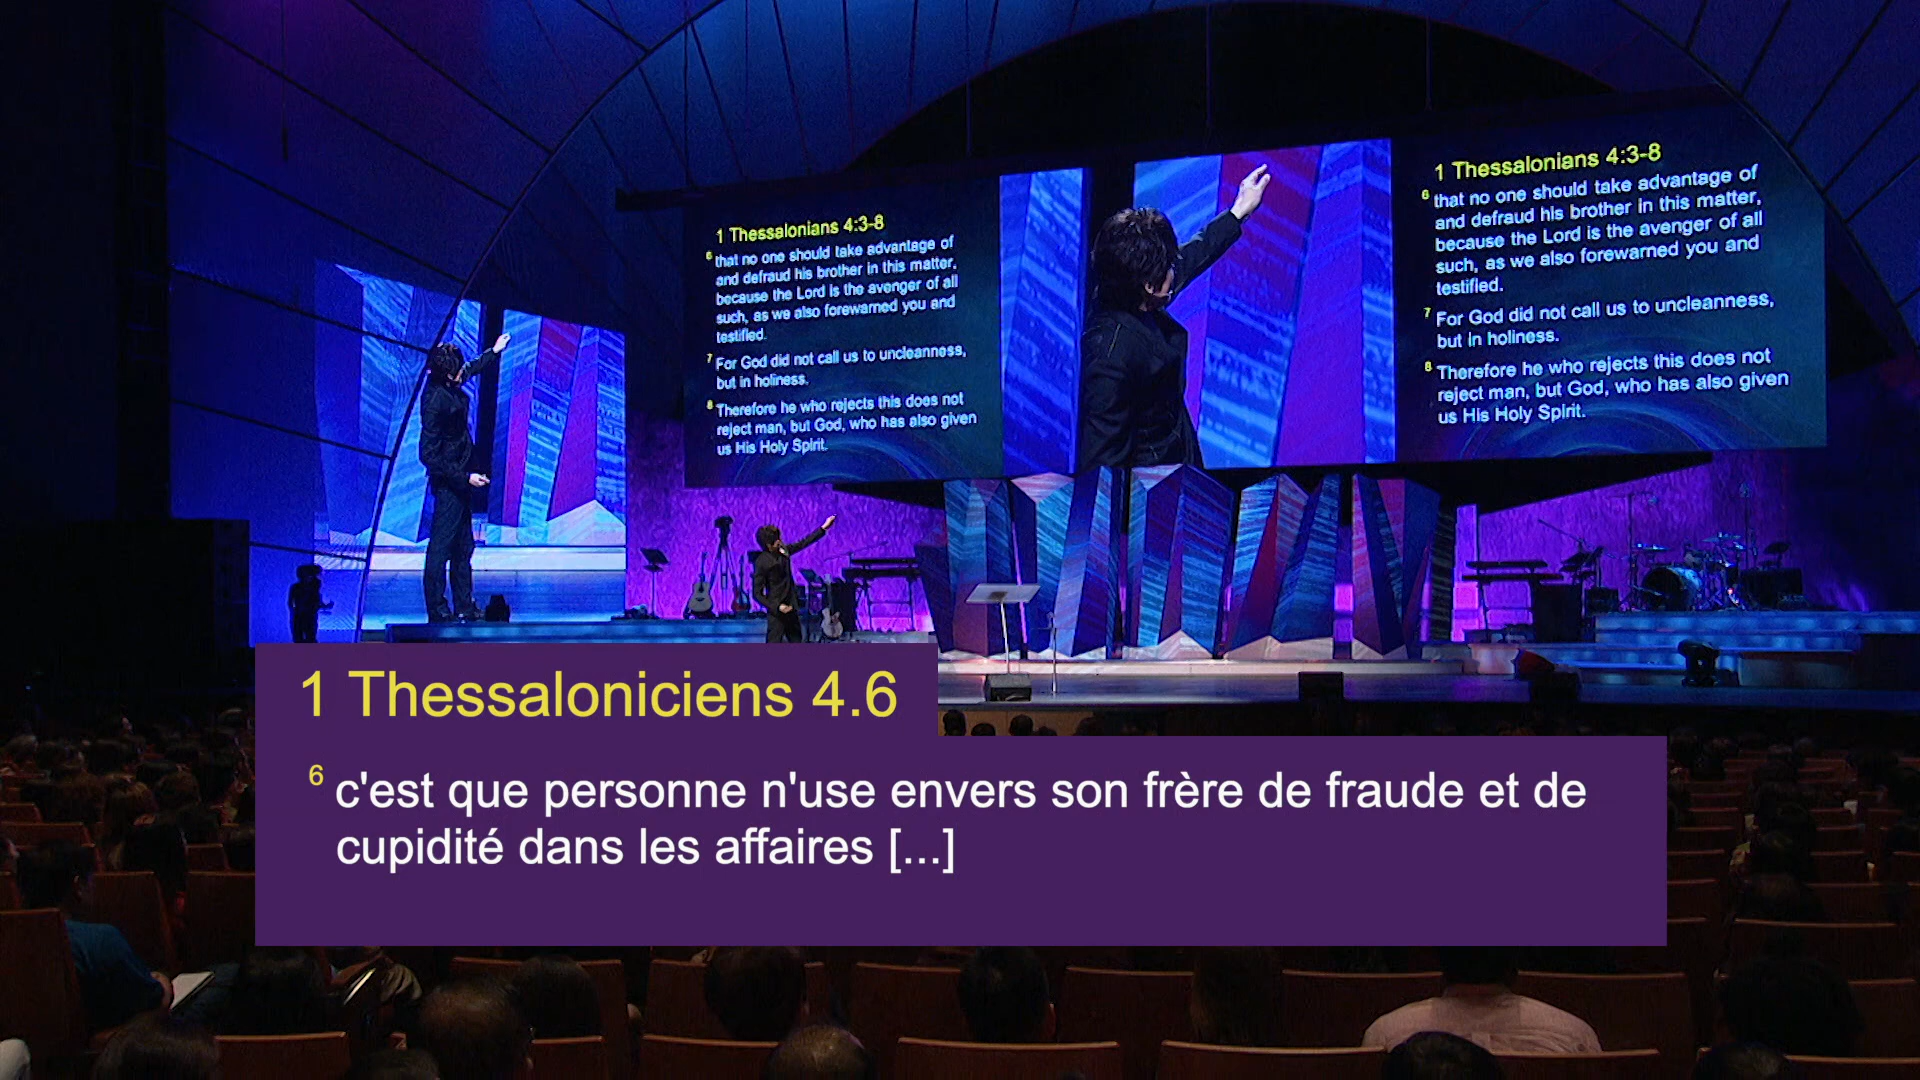 1 Thessalonians 4:3-8
6 that no one should take advantage of
and defraud his brother in this matter,
because the Lord is the avenger of all
such, as we also forewarned you and
testified.
7 For God did not call us to uncleanness,
but in holiness.
8 Therefore he who rejects this does not
reject man, but God, who has also given
us His Holy Spirit.
1 Thessalonians 4:3-8
6 that no one should take advantage of
and defraud his brother in this matter,
because the Lord is the avenger of all
such, as we also forewarned you and
testified.
7 For God did not call us to uncleanness,
but in holiness.
8 Therefore he who rejects this does not
reject man, but God, who has also given
us His Holy Spirit.
1 Thessaloniciens 4.6
6 c'est que personne n'use envers son frère de fraude et de
cupidité dans les affaires [...]